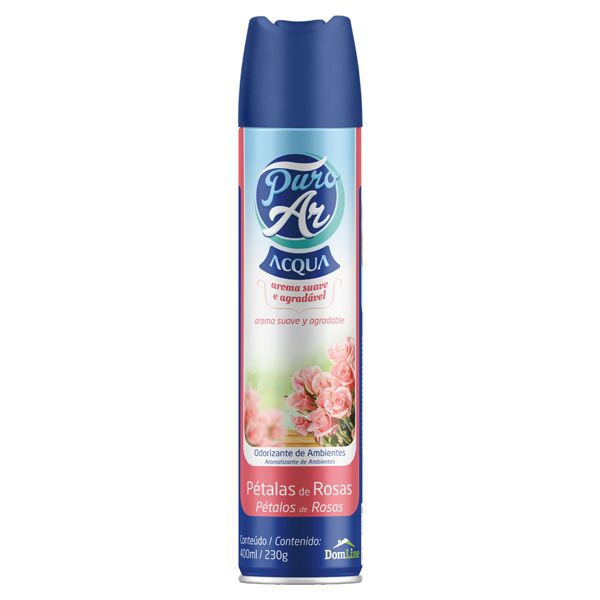 Puro
Ar
ACQUA
aroma suave
e agradável
aroma suave y agradable
Odorizante de Ambientes
Aromatizante de Ambientes
Pétalas de Rosas
Pétalos de Rosas
Conteúdo / Contenido:
400ml / 230g
DomLine